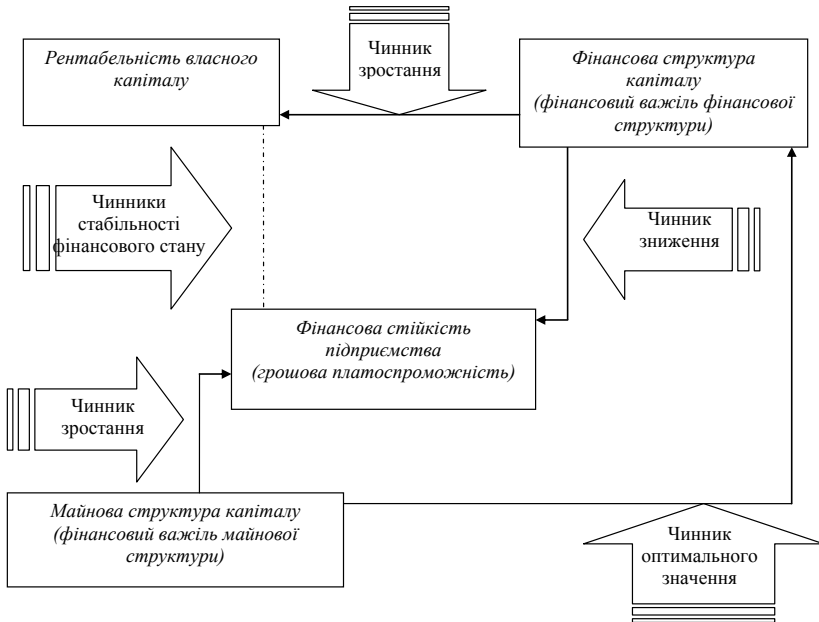 Рентабельність власного
капіталу
Чинник
зростання
Фінансова структура
капіталу
(фінансовий важіль фінансової
структури)
Чинники
стабільності
фінансового стану
Чинник
зниження
Фінансова стійкість
підприємства
(грошова платоспроможність)
Чинник
зростання
Майнова структура капіталу
(фінансовий важіль майнової
структури)
Чинник
оптимального
значення